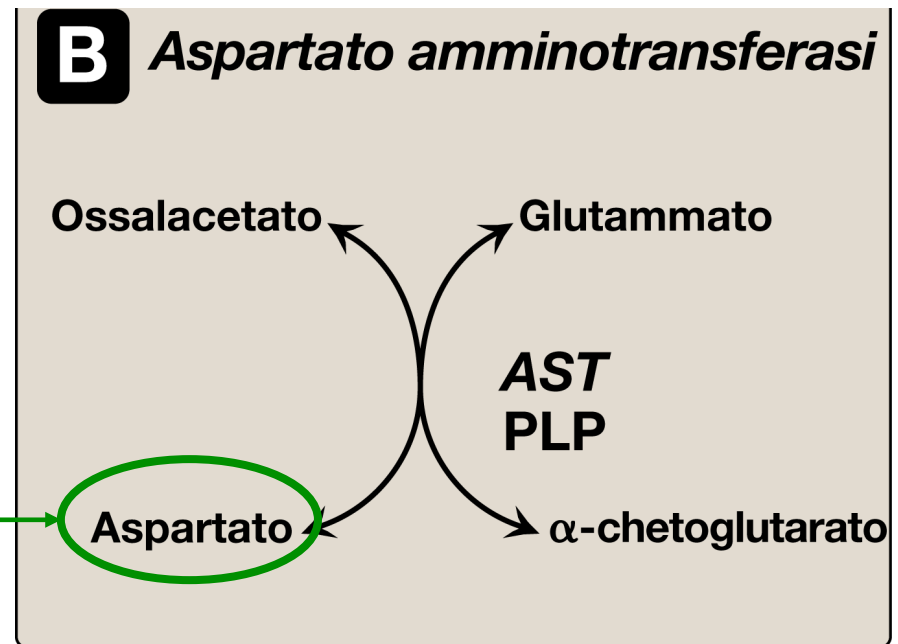 B Aspartato amminotransferasi
Ossalacetato Glutammato
AST
PLP
Aspartato α-chetoglutarato